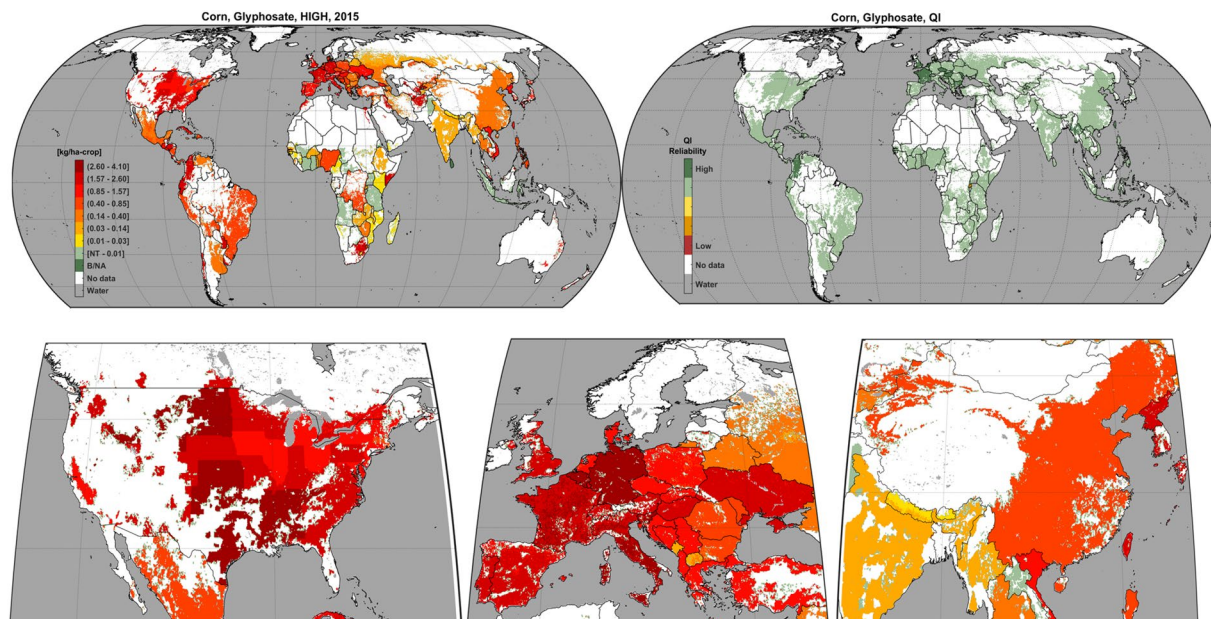 Corn, Glyphosate, HIGH, 2015
[kg/ha-crop]
(2.60 - 4.10]
(1.57 - 2.60]
(0.85 - 1.57]
(0.40 - 0.85]
(0.14 - 0.40]
(0.03 - 0.14]
(0.01 - 0.03]
[NT - 0.01]
B/NA
No data
Water
Corn, Glyphosate, QI
QI
Reliability
High
Low
No data
Water